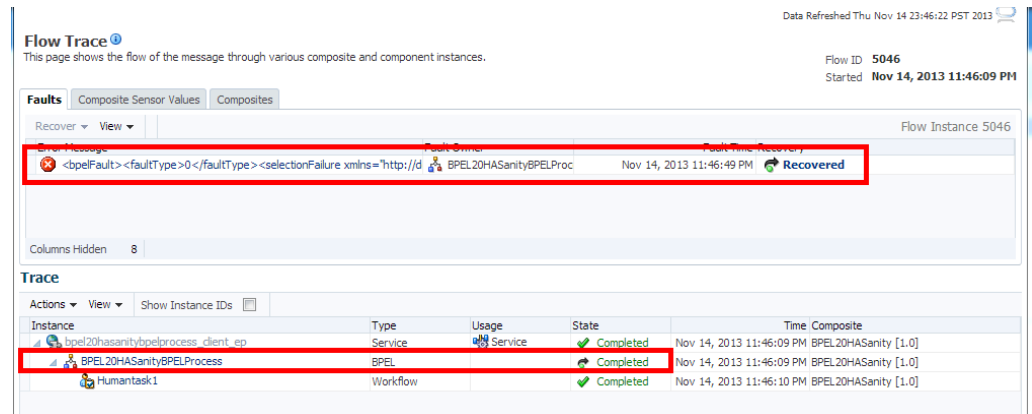 Data Refreshed Thu Nov 14 23:46:22 PST 2013
Flow Trace
This page shows the flow of the message through various composite and component instances.
Flow ID 5046
Started Nov 14, 2013 11:46:09 PM
Faults Composite Sensor Values Composites
Recover View Flow Instance 5046
Error Message Fault Owner Fault Time Recovery
<bpelFault><faultType>0</faultType><selectionFailure xmlns="http://d BPEL20HASanityBPELProc Nov 14, 2013 11:46:49 PM Recovered
Columns Hidden 8
Trace
Actions View Show Instance IDs
Instance Type Usage State Time Composite
bpel20hasanitybpelprocess_client_ep Service Service Completed Nov 14, 2013 11:46:09 PM BPEL20HASanity [1.0]
BPEL20HASanityBPELProcess BPEL Completed Nov 14, 2013 11:46:09 PM BPEL20HASanity [1.0]
Humantask1 Workflow Completed Nov 14, 2013 11:46:10 PM BPEL20HASanity [1.0]